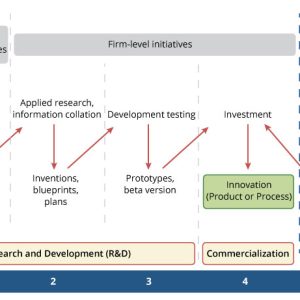 es
Firm-level initiatives
Applied research,
information collation
Development testing
Investment
Inventions,
blueprints,
plans
Prototypes,
beta version
Innovation
(Product or Process)
search and Development (R&D)
Commercialization
2
3
4